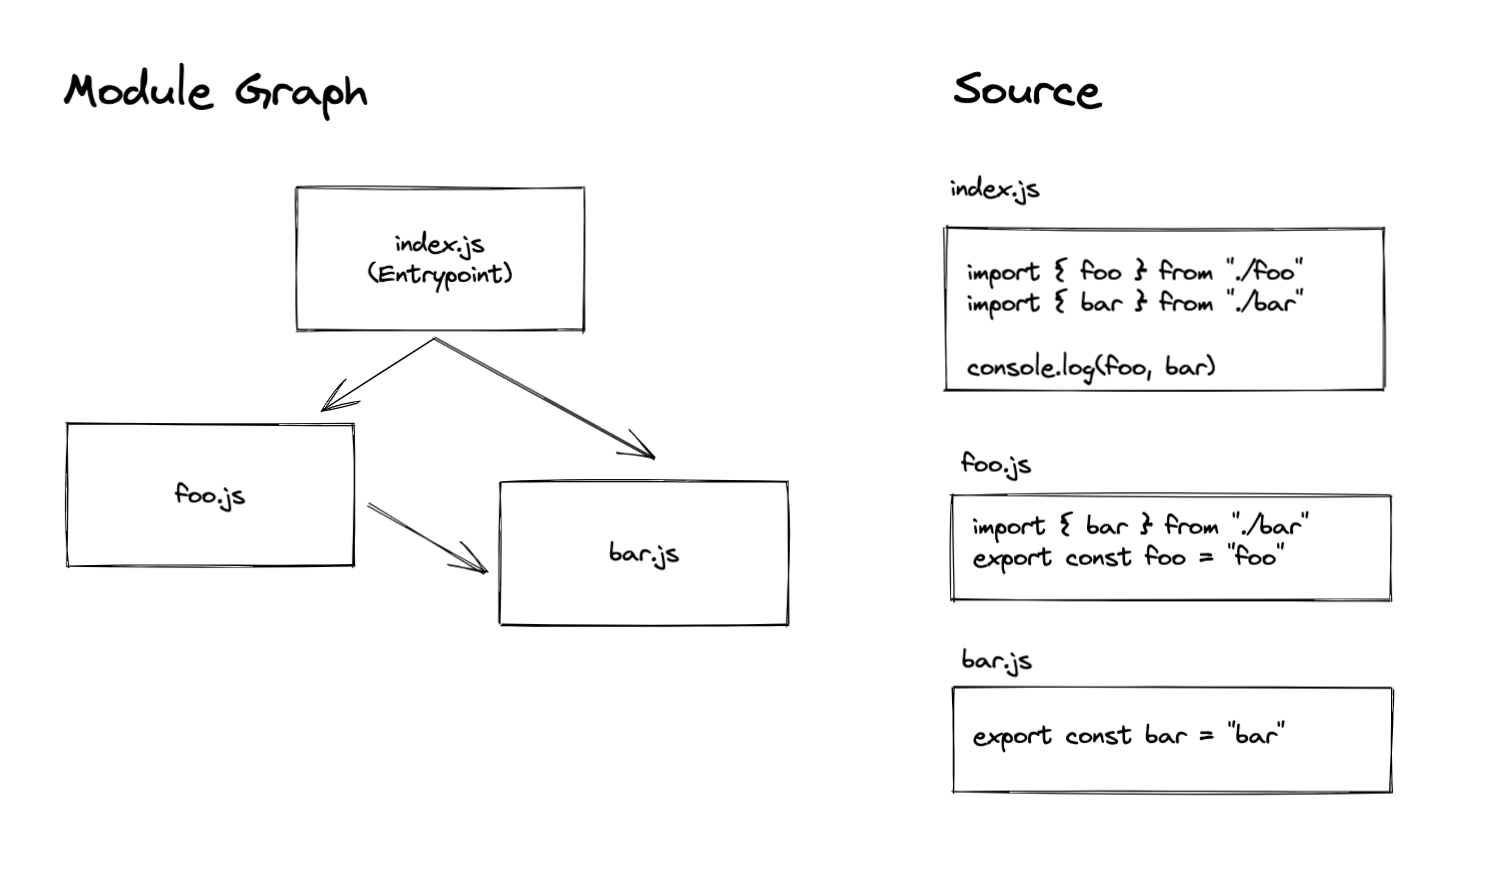 Module Graph
index.js
(Entrypoint)
foo.js
bar.js
Source
index.js
import { foo } from "./foo"
import { bar } from "./bar"
console.log(foo, bar)
foo.js
import { bar } from "./bar"
export const foo = "foo"
bar.js
export const bar = "bar"